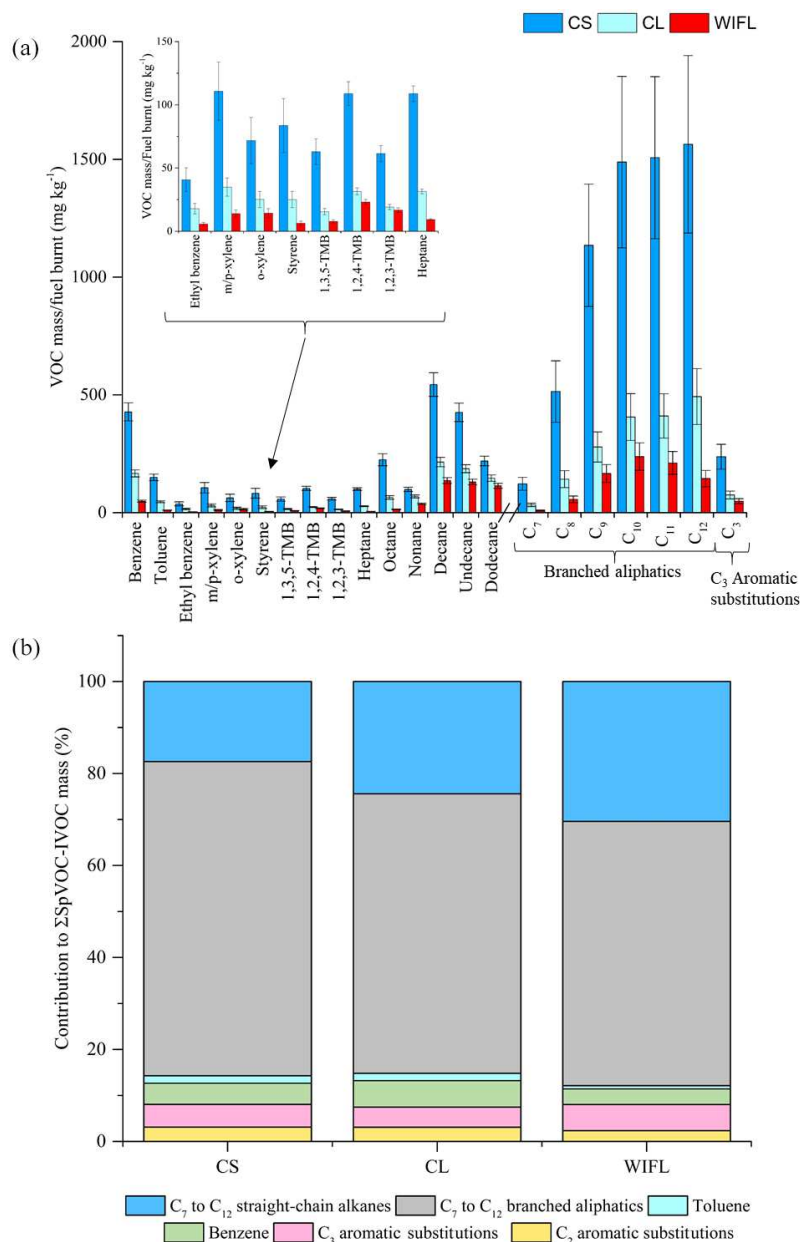 (a)
CS CL WIFL
VOC mass/fuel burnt (mg kg⁻¹)
2000
1500
1000
500
0
VOC mass/Fuel burnt (mg kg⁻¹)
150
100
50
0
Ethyl benzene
m/p-xylene
o-xylene
Styrene
1,3,5-TMB
1,2,4-TMB
1,2,3-TMB
Heptane
Benzene
Toluene
Ethyl benzene
m/p-xylene
o-xylene
Styrene
1,3,5-TMB
1,2,4-TMB
1,2,3-TMB
Heptane
Octane
Nonane
Decane
Undecane
Dodecane
C₇
C₈
C₉
C₁₀
C₁₁
C₁₂
C₃
Branched aliphatics
C₃ Aromatic
substitutions
(b)
Contribution to ΣSpVOC-IVOC mass (%)
100
80
60
40
20
0
CS CL WIFL
C₇ to C₁₂ straight-chain alkanes C₇ to C₁₂ branched aliphatics Toluene
Benzene C₃ aromatic substitutions C₂ aromatic substitutions